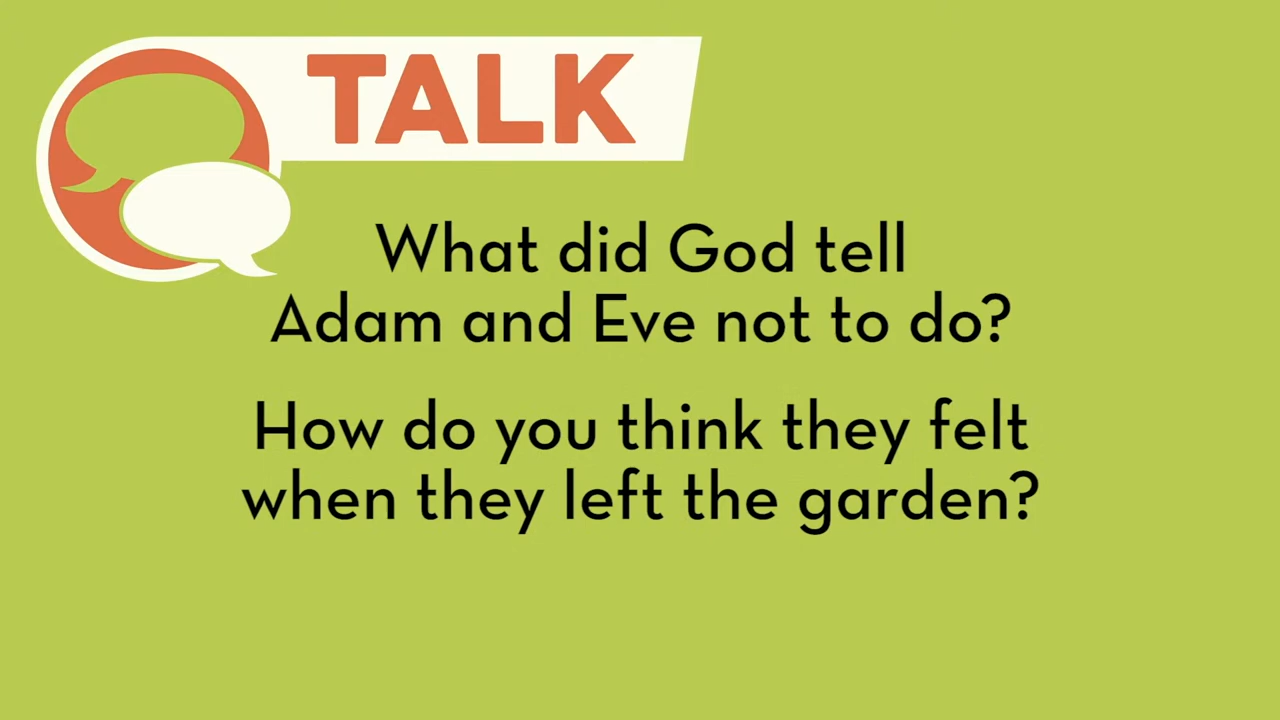 TALK
What did God tell
Adam and Eve not to do?
How do you think they felt
when they left the garden?